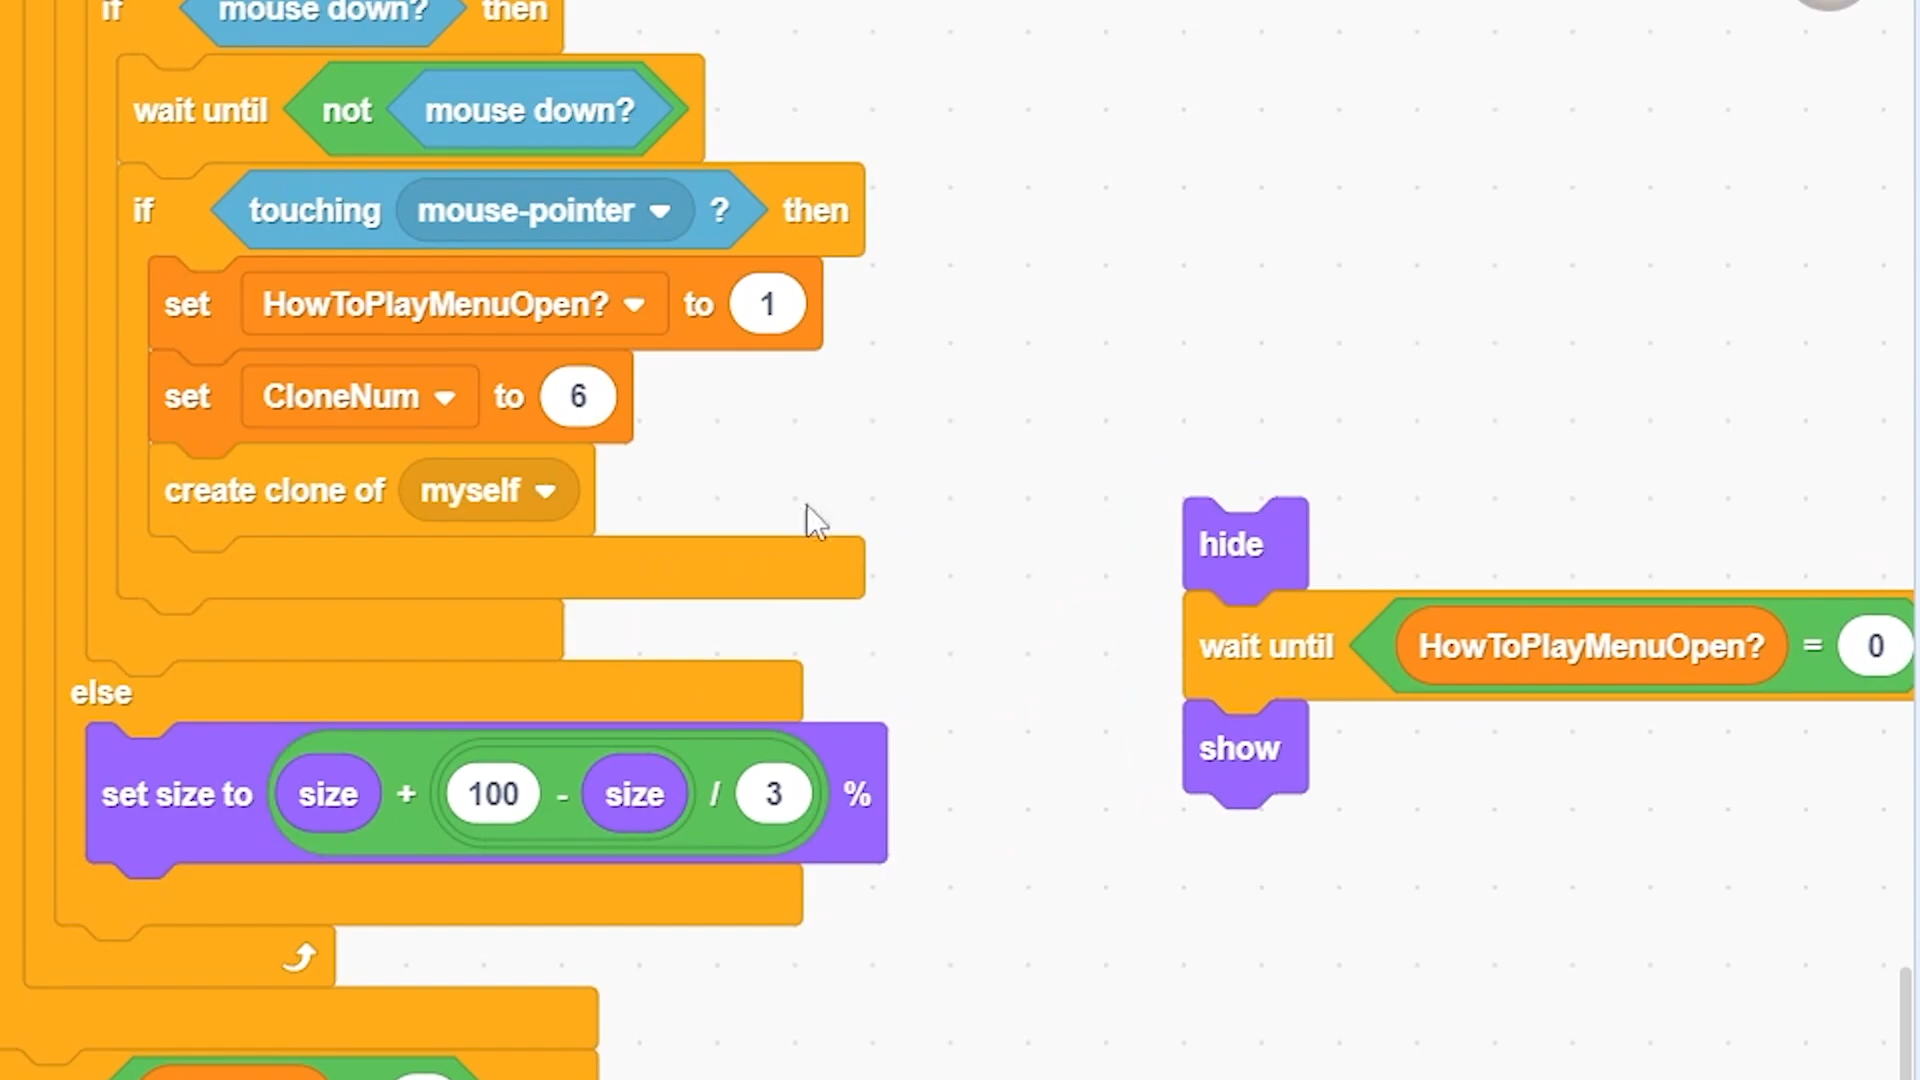 if mouse down? then
wait until not mouse down?
if touching mouse-pointer ? then
set HowToPlayMenuOpen? to 1
set CloneNum to 6
create clone of myself
else
set size to size + 100 - size / 3 %
hide
wait until HowToPlayMenuOpen? = 0
show